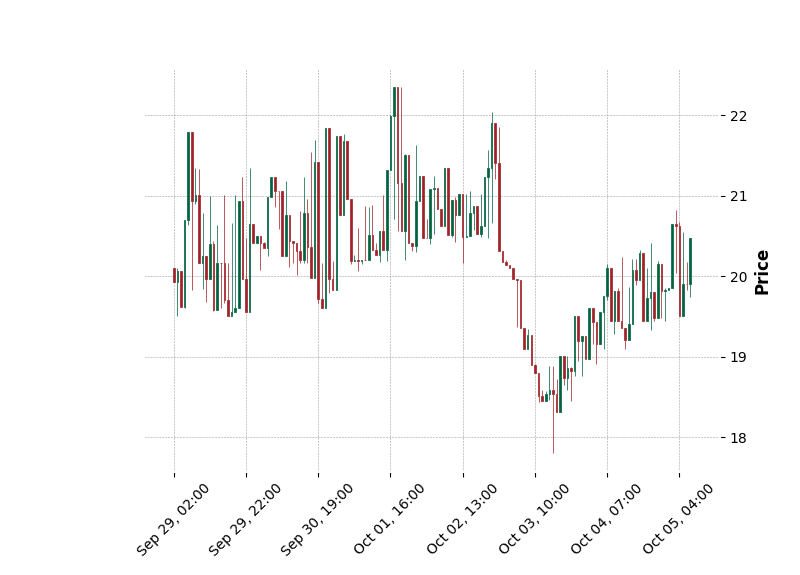 22
21
20
19
18
Price
Sep 29, 02:00
Sep 29, 22:00
Sep 30, 19:00
Oct 01, 16:00
Oct 02, 13:00
Oct 03, 10:00
Oct 04, 07:00
Oct 05, 04:00